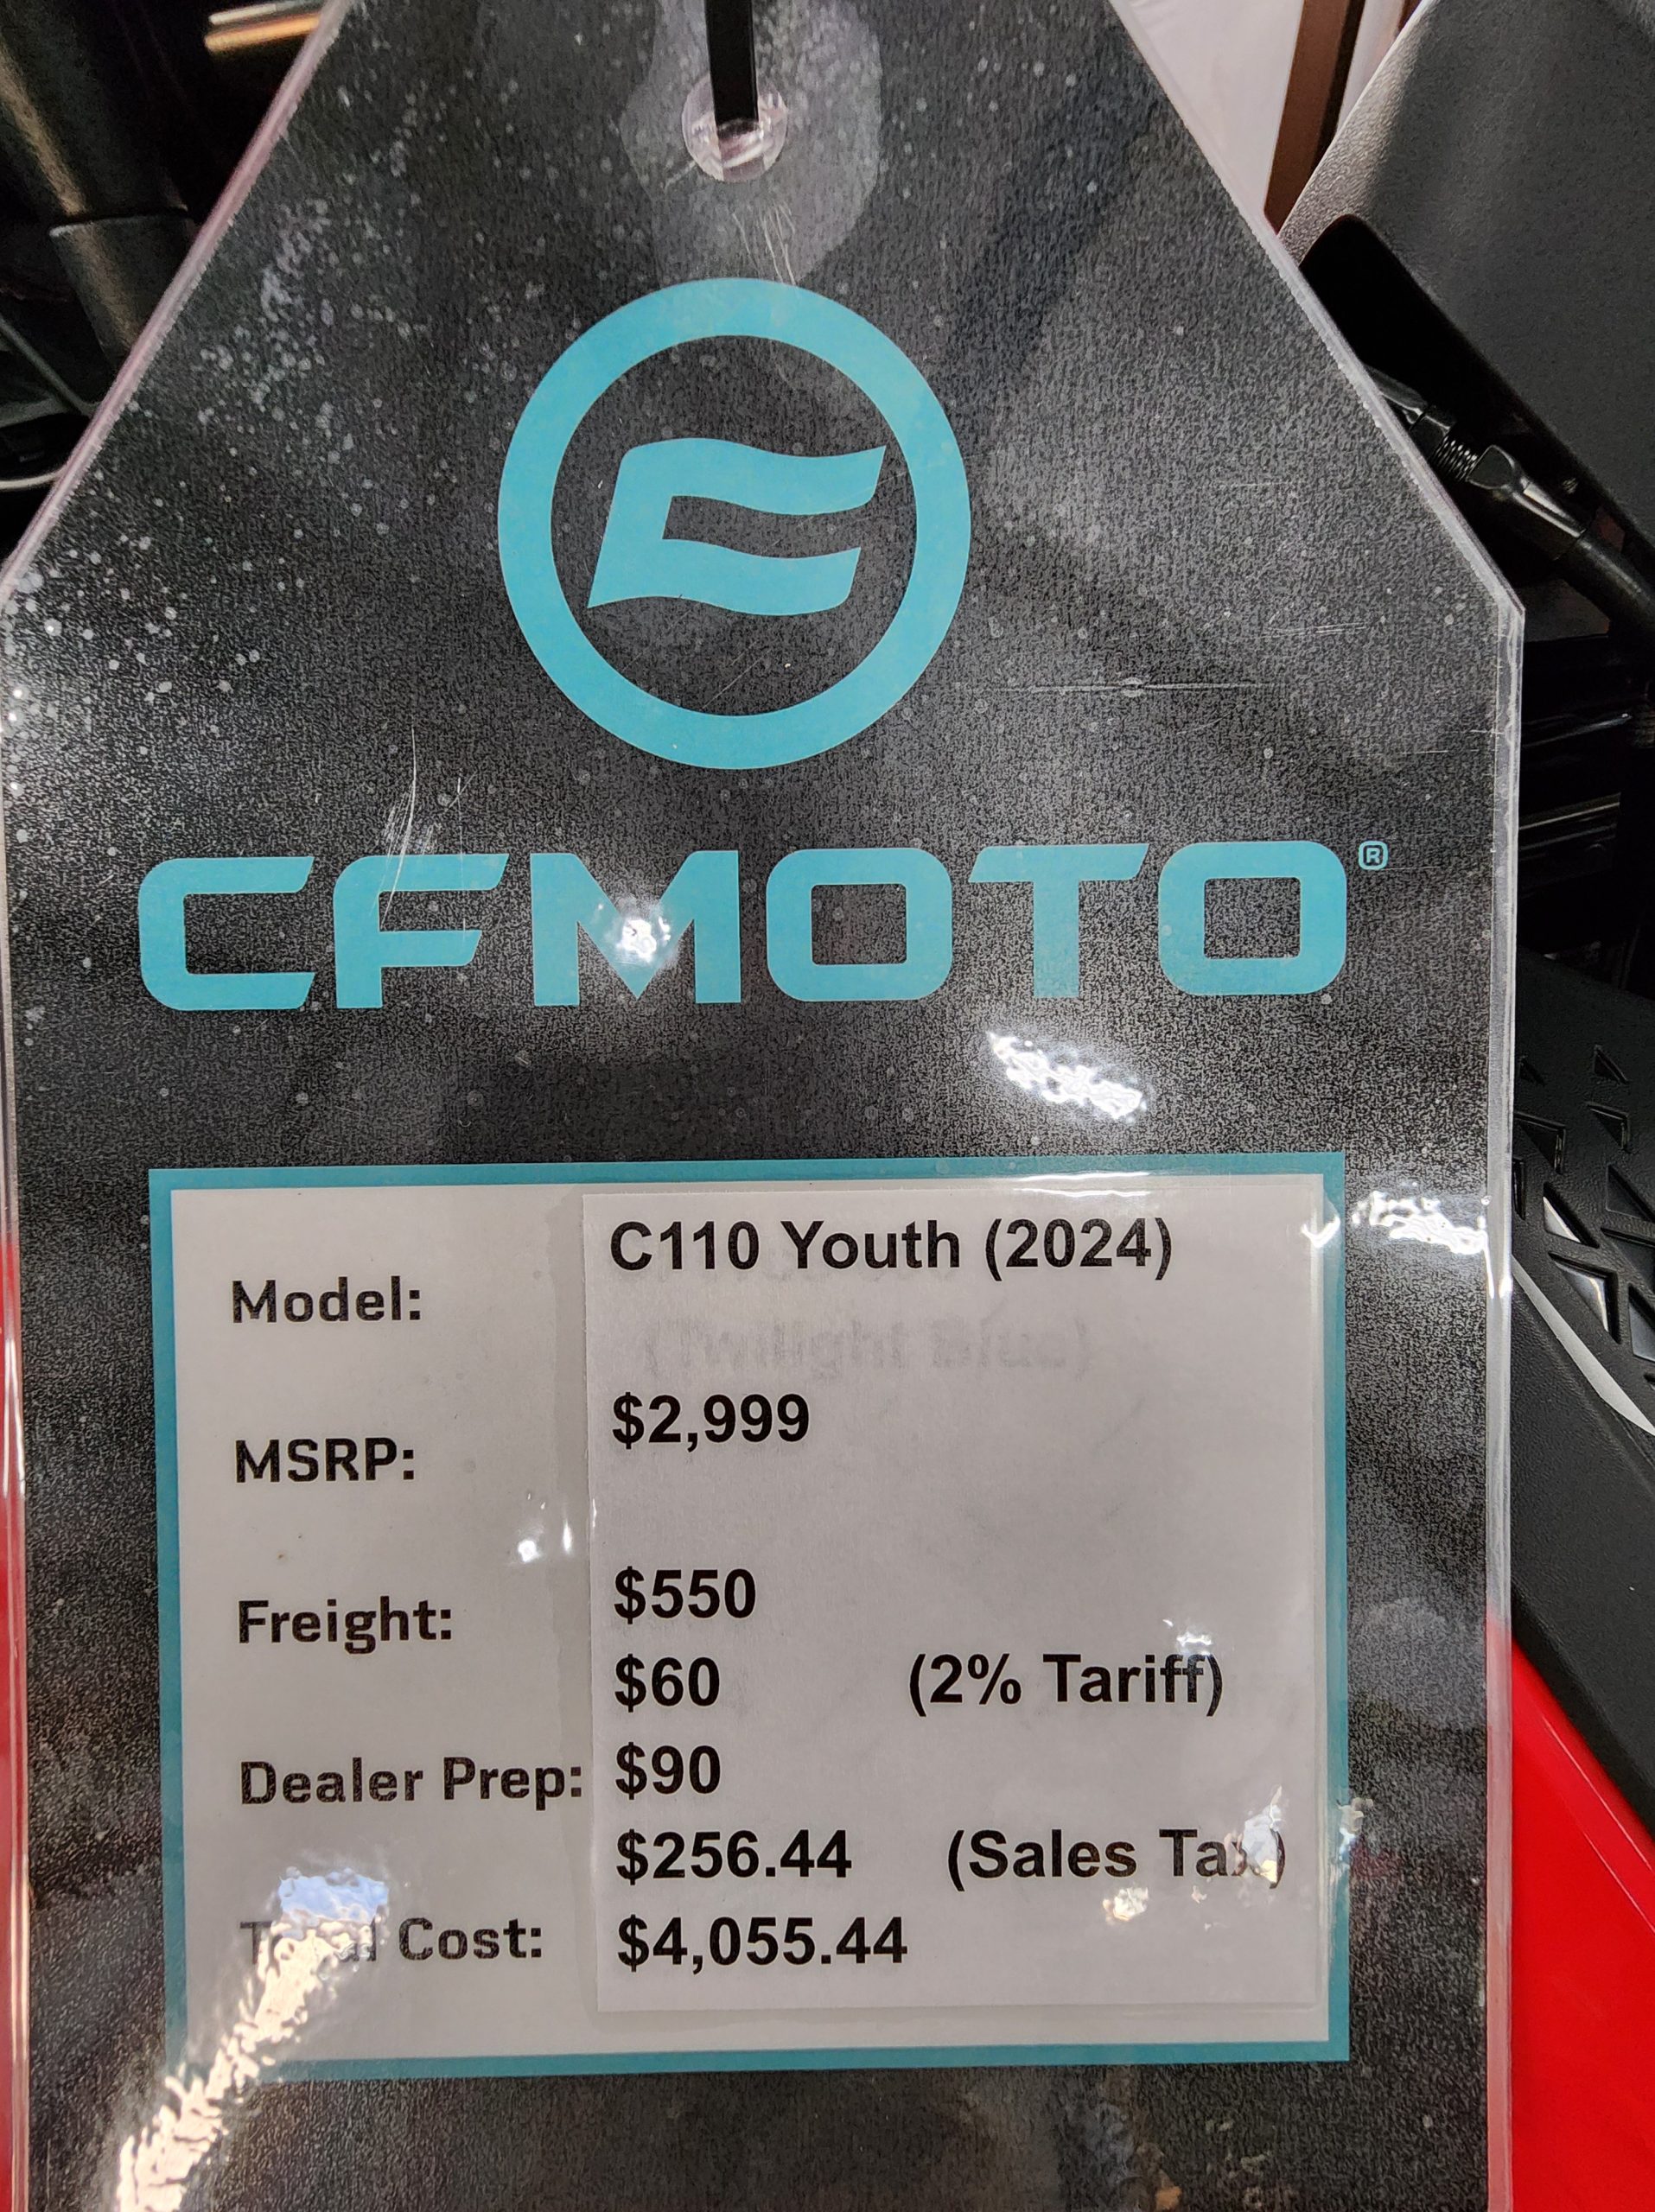 CFMOTO®
Model: C110 Youth (2024)
MSRP: $2,999
Freight: $550
$60 (2% Tariff)
Dealer Prep: $90
$256.44 (Sales Tax)
Total Cost: $4,055.44